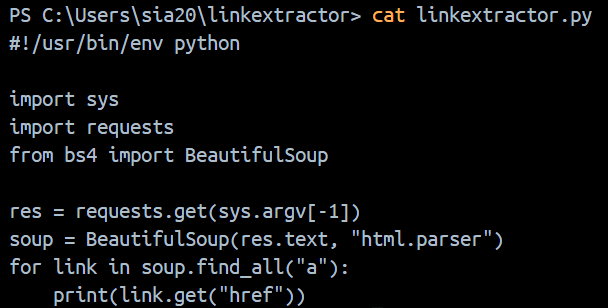 PS C:\Users\sia20\linkextractor> cat linkextractor.py
#!/usr/bin/env python

import sys
import requests
from bs4 import BeautifulSoup

res = requests.get(sys.argv[-1])
soup = BeautifulSoup(res.text, "html.parser")
for link in soup.find_all("a"):
    print(link.get("href"))